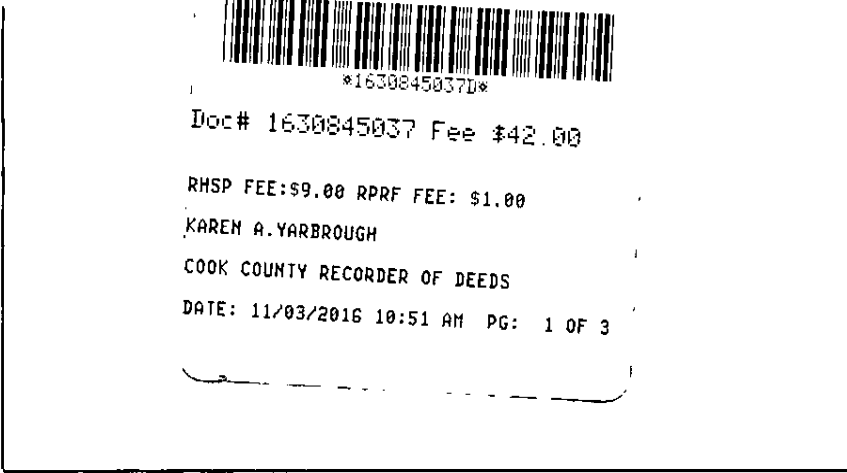 *1630845037D*
Doc# 1630845037 Fee $42.00
RHSP FEE:$9.00 RPRF FEE: $1.00
KAREN A.YARBROUGH
COOK COUNTY RECORDER OF DEEDS
DATE: 11/03/2016 10:51 AM PG: 1 OF 3